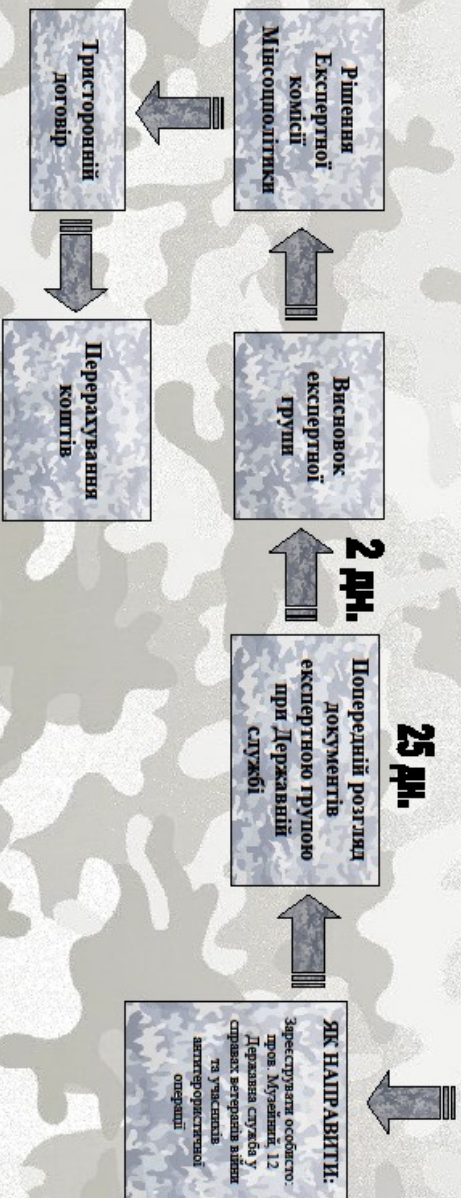 25 дн.
2 дн.
Рішення
Експертної
комісії
Мінсоцполітики
Висновок
експертної
групи
Попередній розгляд
документів
експертною групою
при Державній
службі
ЯК НАПРАВИТИ:
Зареєструвати особисто:
пров. Музейний, 12
Державна служба у
справах ветеранів війни
та учасників
антитерористичної
операції
Тристоронній
договір
Перерахування
коштів